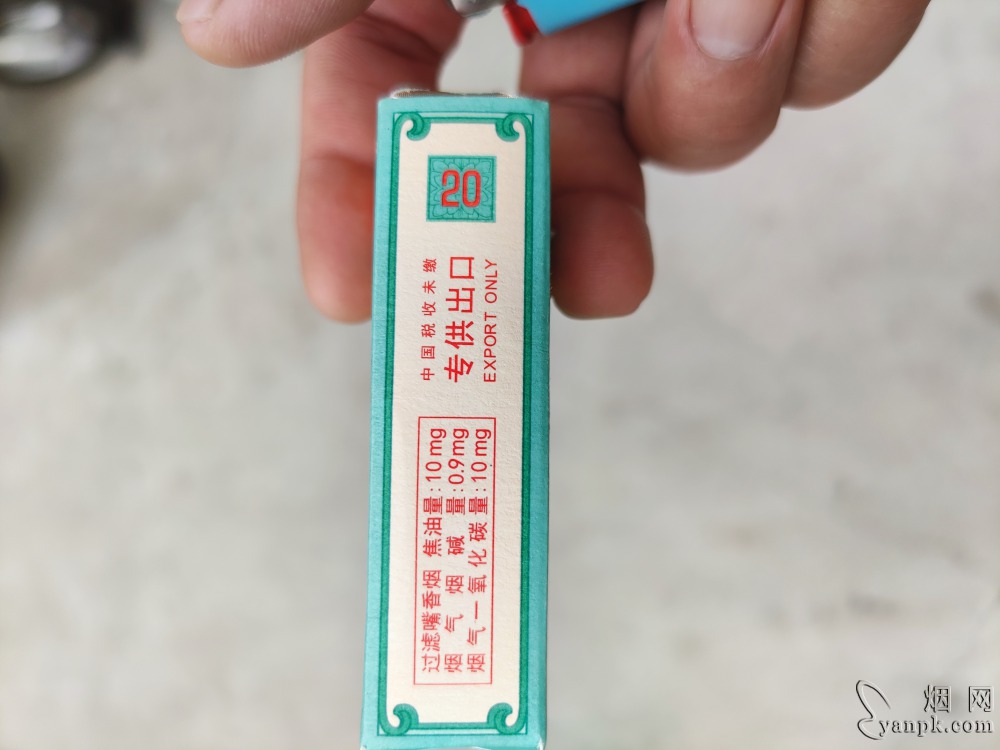 20
中国税收未缴
专供出口
EXPORT ONLY
过滤嘴香烟 焦油量:10mg
烟气烟碱量:0.9mg
烟气一氧化碳量:10mg
烟网
yanpk.com